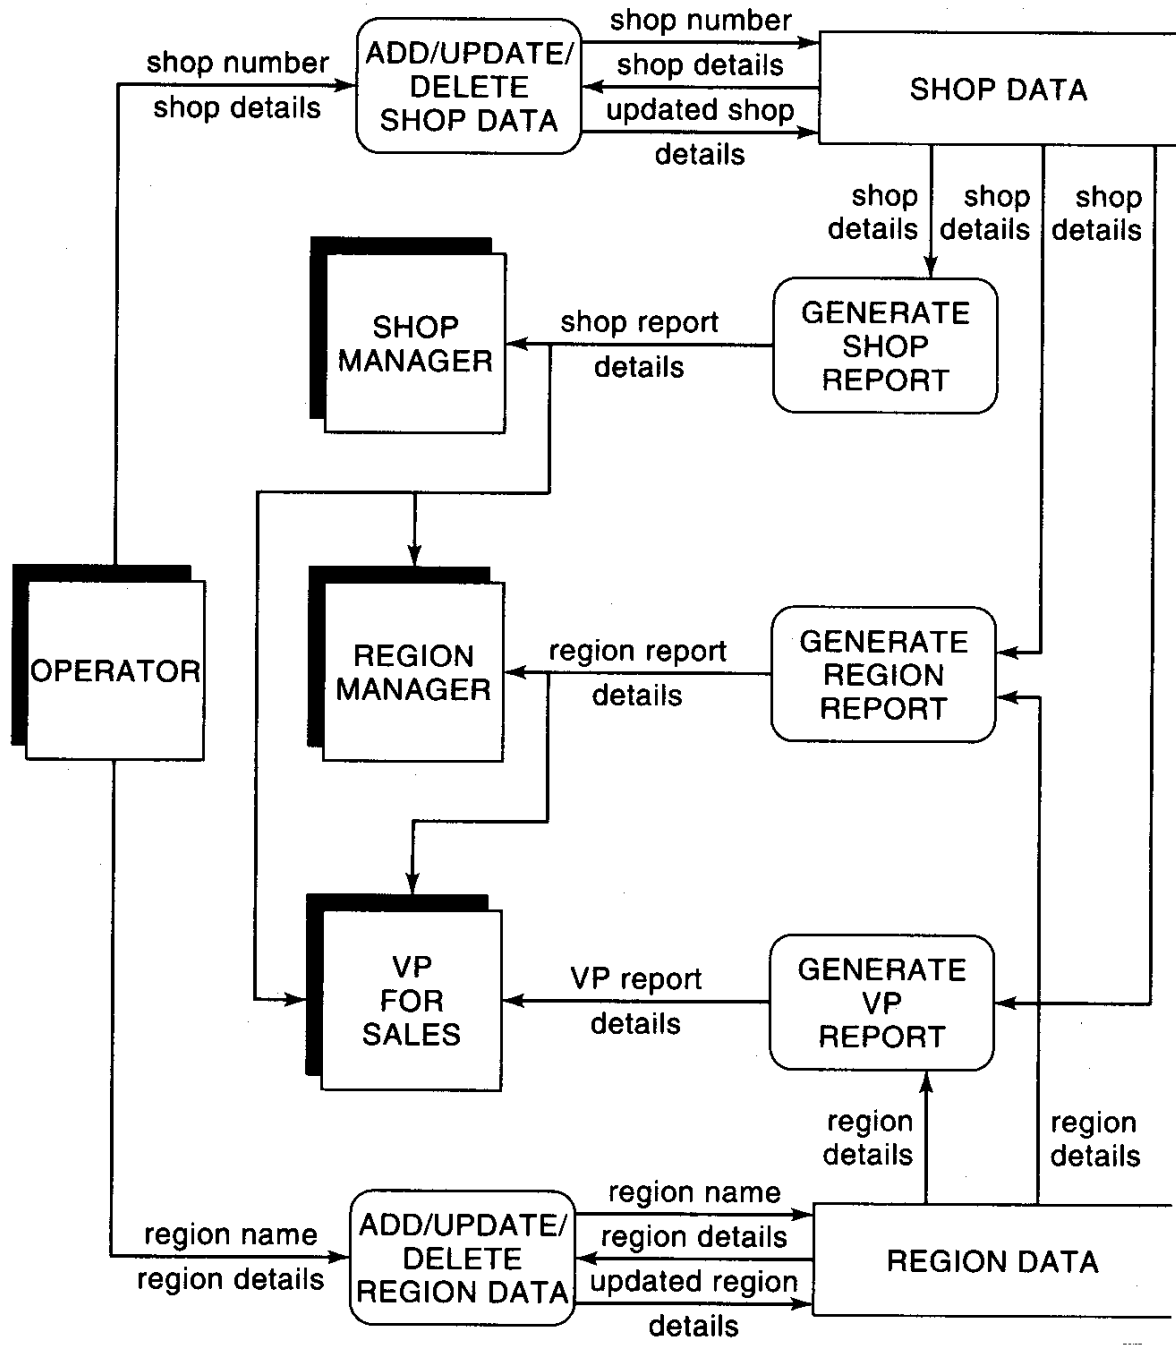 shop number
shop details
ADD/UPDATE/
DELETE
SHOP DATA
shop number
shop details
updated shop
details
SHOP DATA
shop
details
shop
details
shop
details
SHOP
MANAGER
shop report
details
GENERATE
SHOP
REPORT
OPERATOR
REGION
MANAGER
region report
details
GENERATE
REGION
REPORT
VP
FOR
SALES
VP report
details
GENERATE
VP
REPORT
region
details
region
details
region name
region details
ADD/UPDATE/
DELETE
REGION DATA
region name
region details
updated region
details
REGION DATA